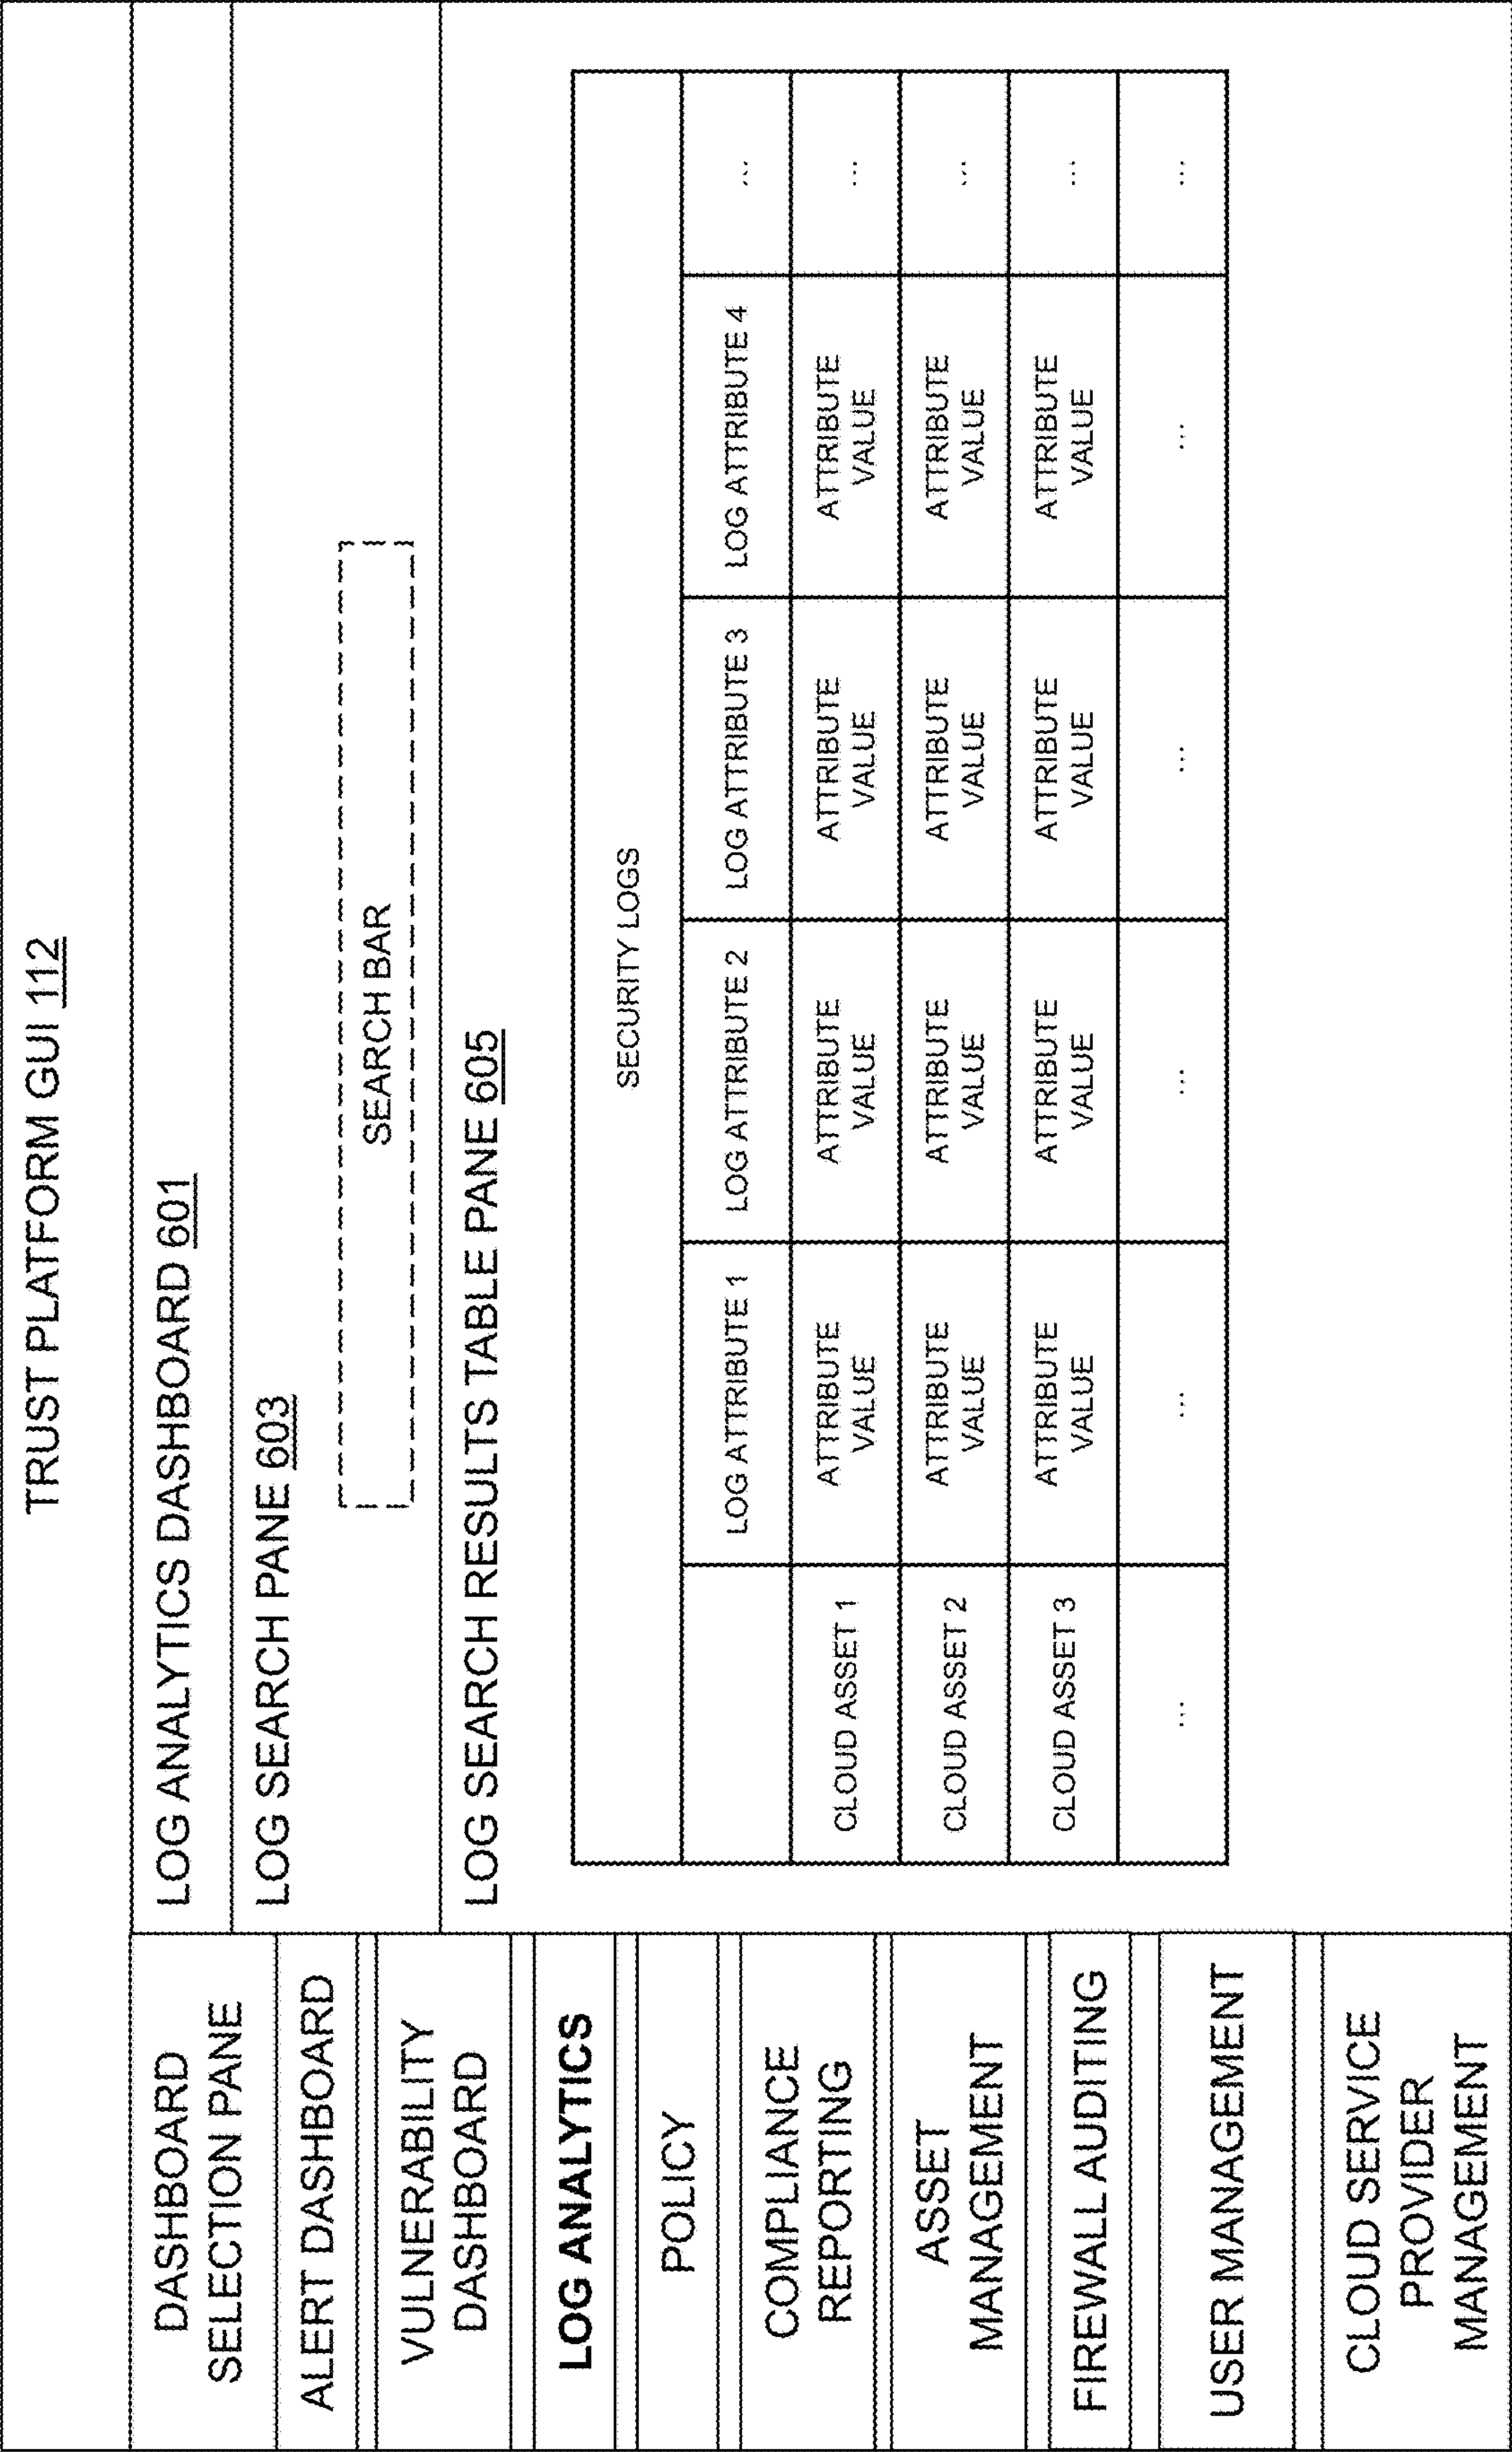 TRUST PLATFORM GUI 112
DASHBOARD
SELECTION PANE
ALERT DASHBOARD
VULNERABILITY
DASHBOARD
LOG ANALYTICS
POLICY
COMPLIANCE
REPORTING
ASSET
MANAGEMENT
FIREWALL AUDITING
USER MANAGEMENT
CLOUD SERVICE
PROVIDER
MANAGEMENT
LOG ANALYTICS DASHBOARD 601
LOG SEARCH PANE 603
SEARCH BAR
LOG SEARCH RESULTS TABLE PANE 605
SECURITY LOGS
LOG ATTRIBUTE 1 LOG ATTRIBUTE 2 LOG ATTRIBUTE 3 LOG ATTRIBUTE 4 ...
CLOUD ASSET 1 ATTRIBUTE VALUE ATTRIBUTE VALUE ATTRIBUTE VALUE ATTRIBUTE VALUE ...
CLOUD ASSET 2 ATTRIBUTE VALUE ATTRIBUTE VALUE ATTRIBUTE VALUE ATTRIBUTE VALUE ...
CLOUD ASSET 3 ATTRIBUTE VALUE ATTRIBUTE VALUE ATTRIBUTE VALUE ATTRIBUTE VALUE ...
... ... ... ... ... ...